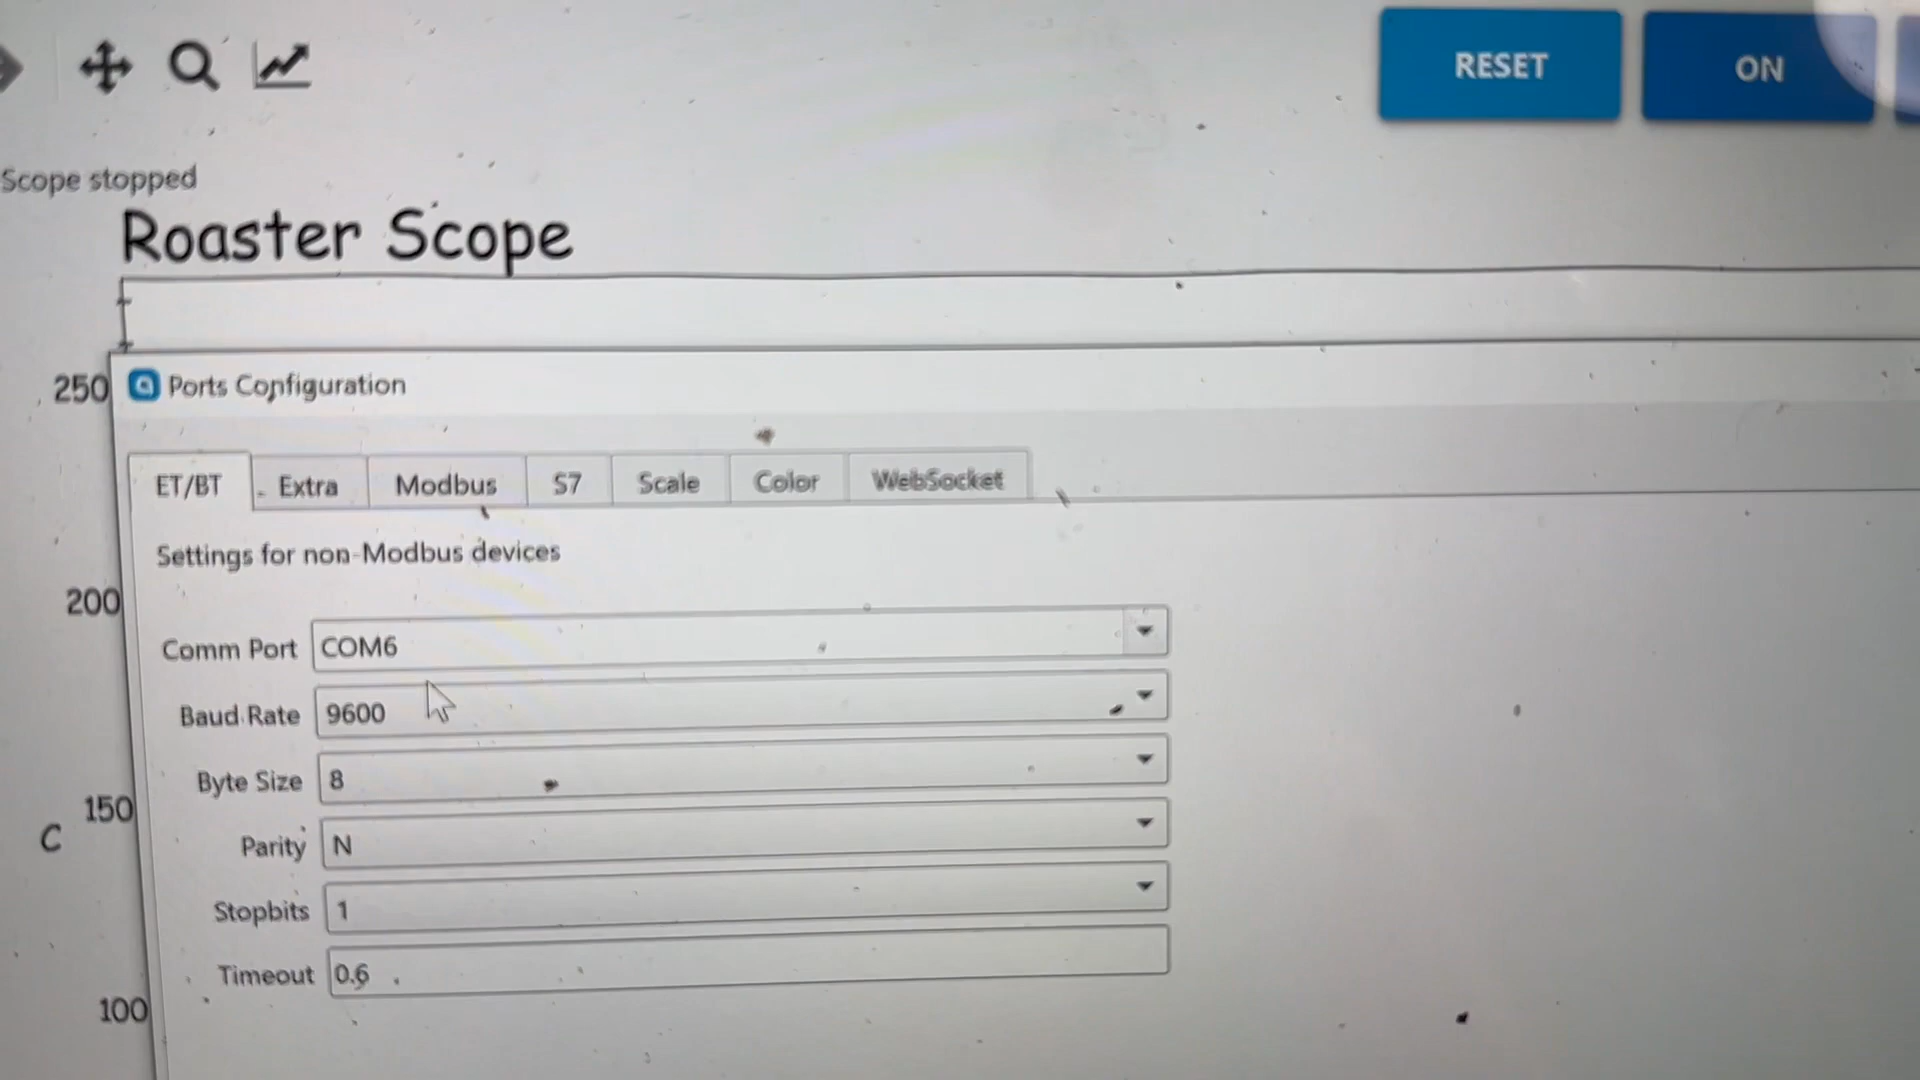 RESET
ON
Scope stopped
Roaster Scope
250
Ports Configuration
ET/BT
Extra
Modbus
S7
Scale
Color
WebSocket
Settings for non-Modbus devices
200
Comm Port
COM6
Baud Rate
9600
Byte Size
8
150
C
Parity
N
Stopbits
1
Timeout
0.6
100